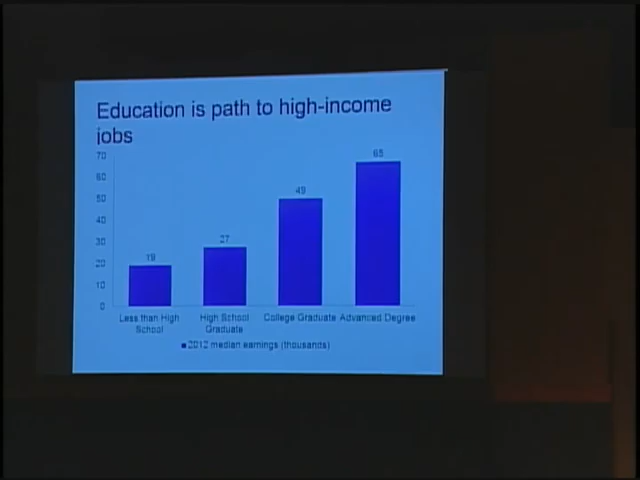 Education is path to high-income
jobs
70
60
50
40
30
20
10
0
19
27
49
65
Less than High
School
High School
Graduate
College Graduate
Advanced Degree
2012 median earnings (thousands)